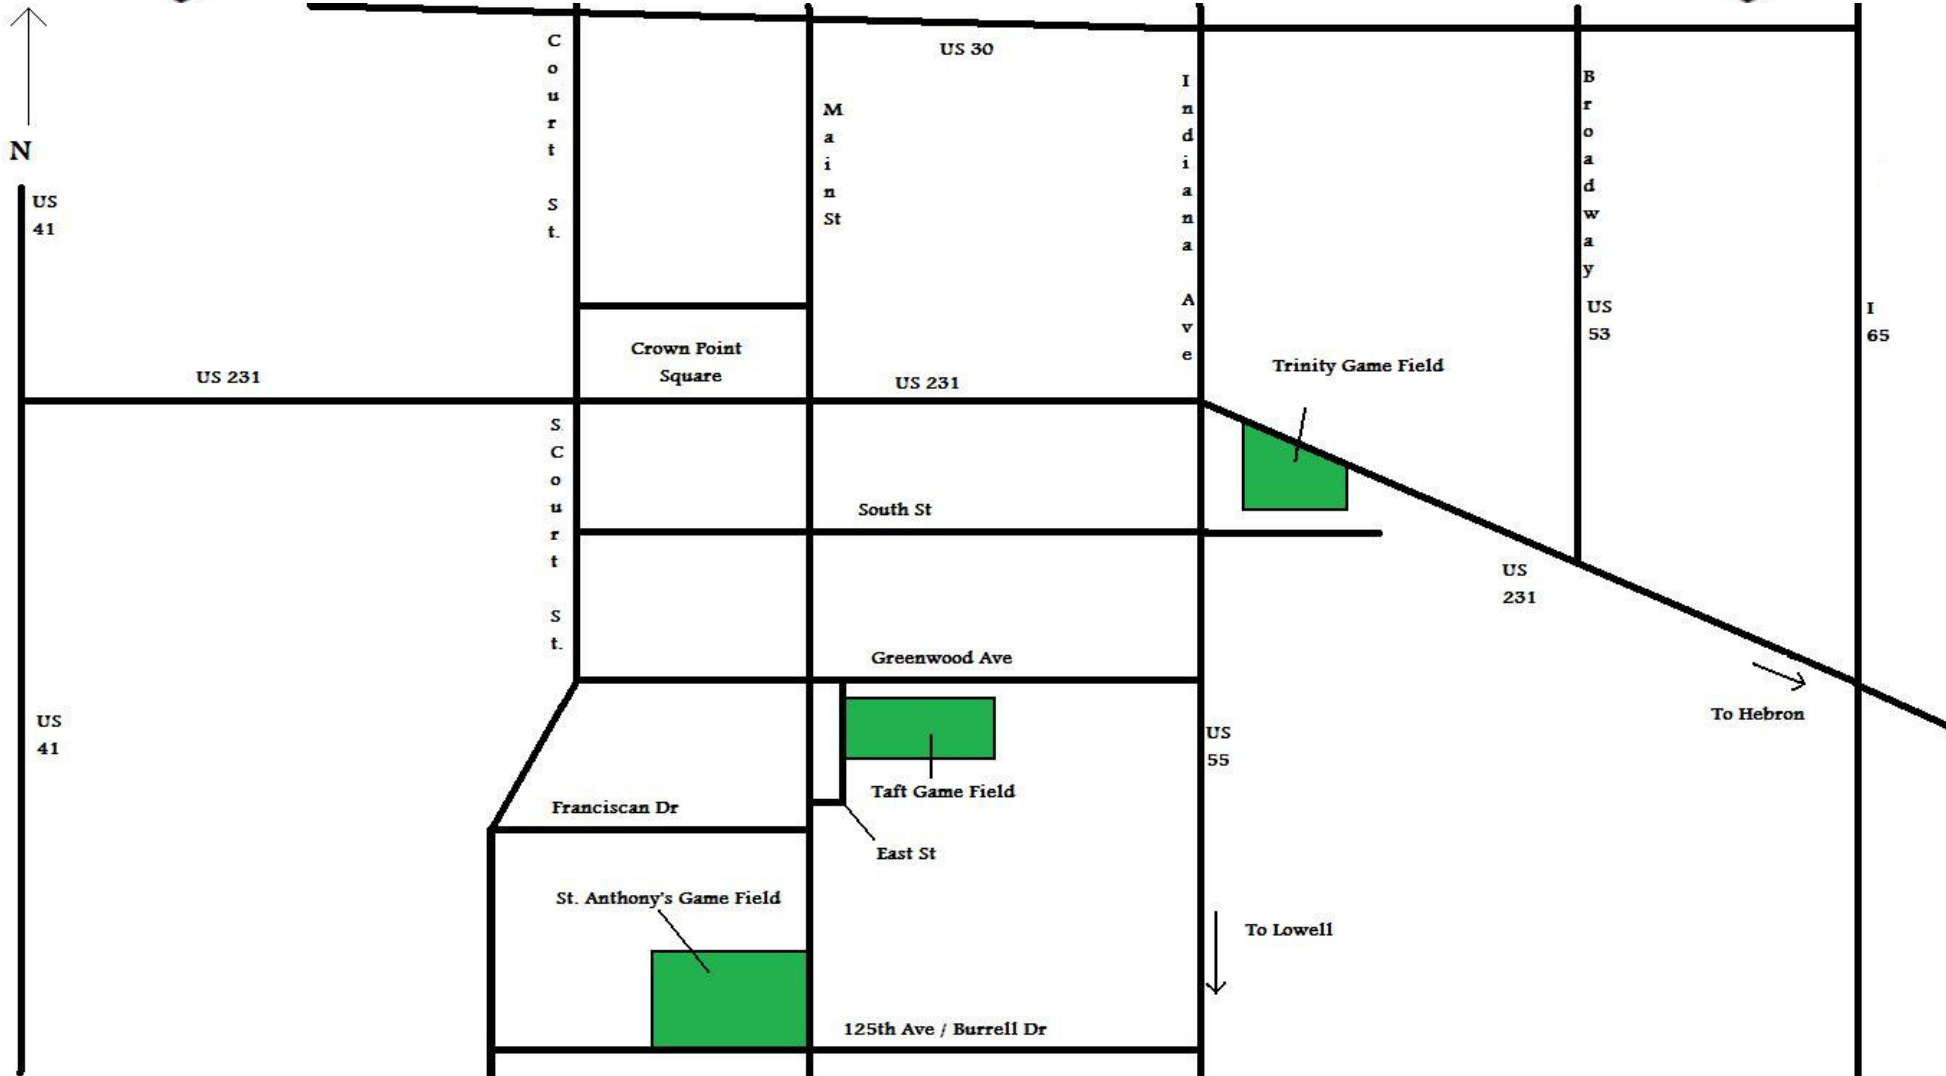 N
US
41
Court St.
Main St
US 30
Indiana Ave
Broadway
US
53
I
65
Crown Point
Square
US 231
US 231
Trinity Game Field
S. Court St.
South St
US
231
Greenwood Ave
To Hebron
US
41
US
55
Taft Game Field
Franciscan Dr
East St
St. Anthony's Game Field
To Lowell
125th Ave / Burrell Dr